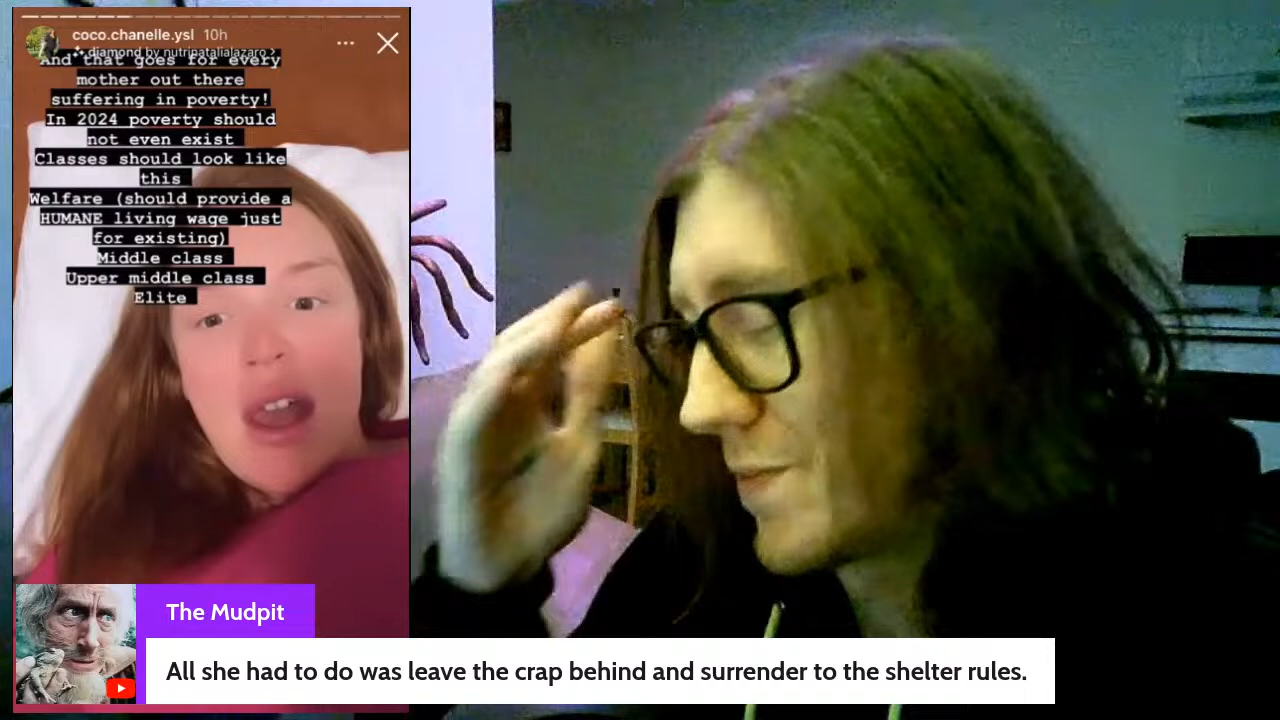 coco.chanelle.ysl 10h
diamond by nutripatalialazaro >
And that goes for every
mother out there
suffering in poverty!
In 2024 poverty should
not even exist
Classes should look like
this
Welfare (should provide a
HUMANE living wage just
for existing)
Middle class
Upper middle class
Elite
The Mudpit
All she had to do was leave the crap behind and surrender to the shelter rules.